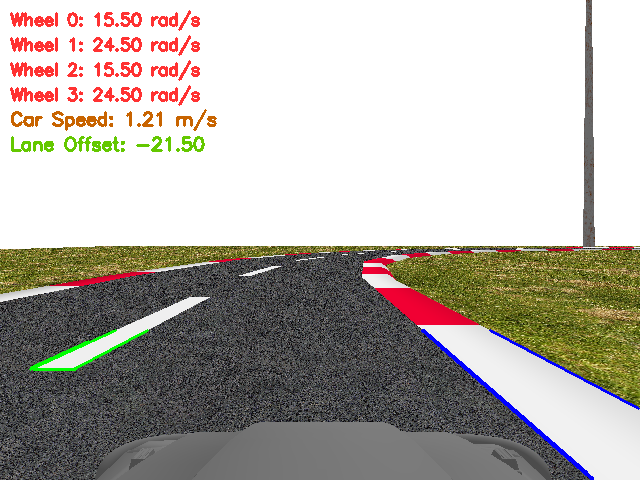 Wheel 0: 15.50 rad/s
Wheel 1: 24.50 rad/s
Wheel 2: 15.50 rad/s
Wheel 3: 24.50 rad/s
Car Speed: 1.21 m/s
Lane Offset: -21.50